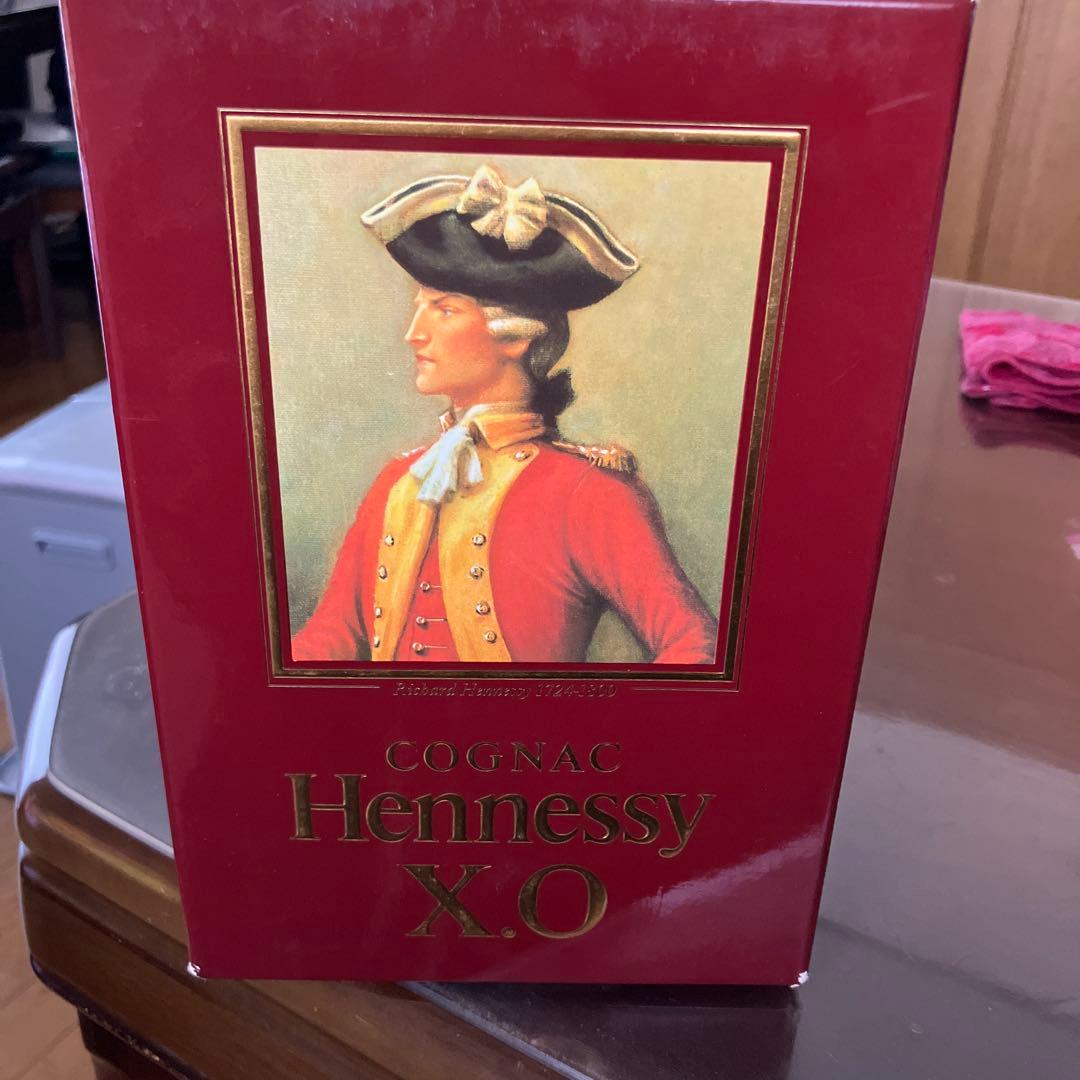 Richard Hennessy 1724-1800
COGNAC
Hennessy
X.O